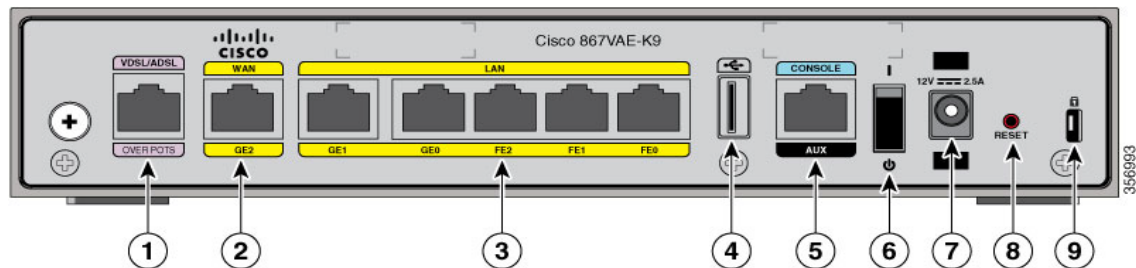 CISCO
Cisco 867VAE-K9
VDSL/ADSL
WAN
LAN
CONSOLE
12V 2.5A
OVER POTS
GE2
GE1
GE0
FE2
FE1
FE0
AUX
RESET
356993
1
2
3
4
5
6
7
8
9